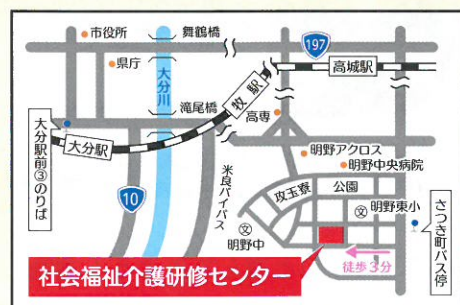 市役所
舞鶴橋
197
県庁
大分川
高城駅
牧駅
滝尾橋
高専
大分駅前③のりば
大分駅
明野アクロス
明野中央病院
10
米良バイパス
攻玉寮
公園
文
明野東小
文
明野中
さつき町バス停
社会福祉介護研修センター
徒歩3分